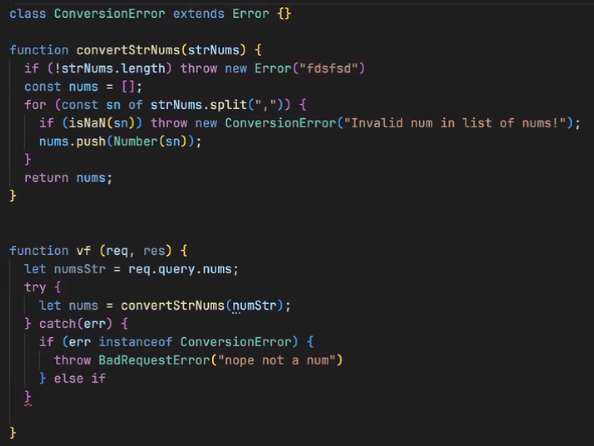 class ConversionError extends Error {}
function convertStrNums(strNums) {
if (!strNums.length) throw new Error("fdsfsd")
const nums = [];
for (const sn of strNums.split(",")) {
if (isNaN(sn)) throw new ConversionError("Invalid num in list of nums!");
nums.push(Number(sn));
}
return nums;
}
function vf (req, res) {
let numsStr = req.query.nums;
try {
let nums = convertStrNums(numStr);
} catch(err) {
if (err instanceof ConversionError) {
throw BadRequestError("nope not a num")
} else if
}
}